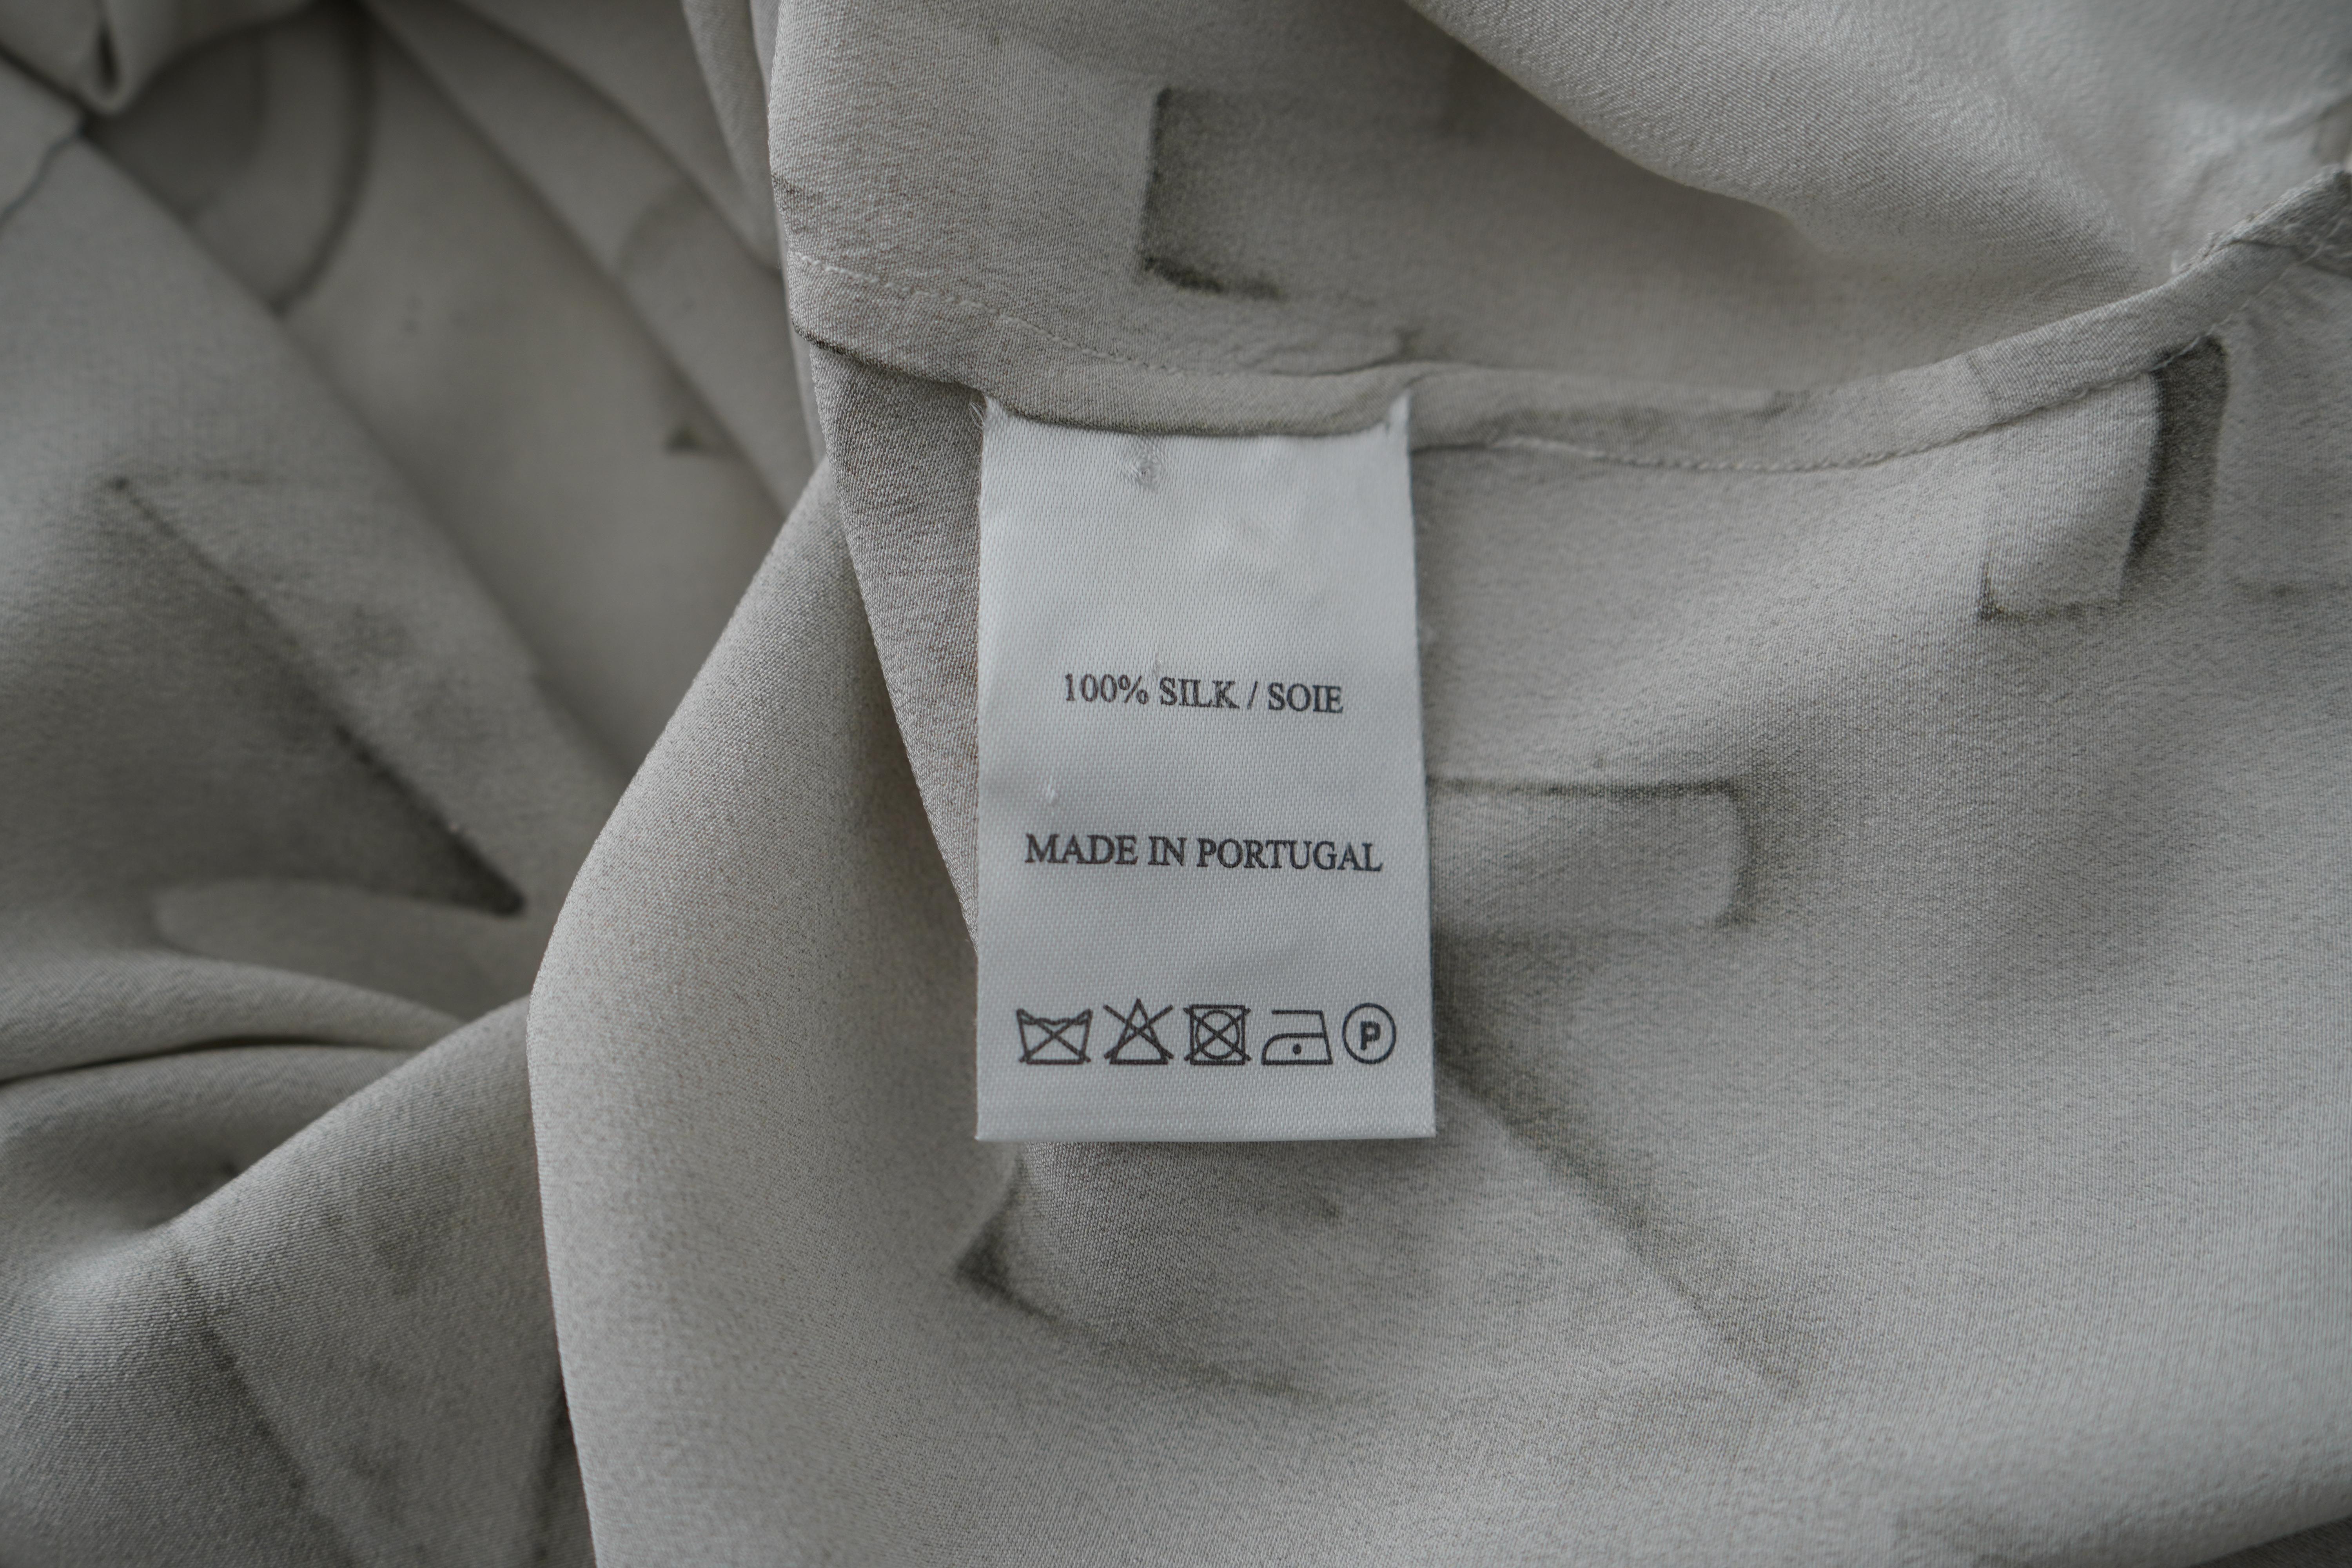 100% SILK / SOIE
MADE IN PORTUGAL
P